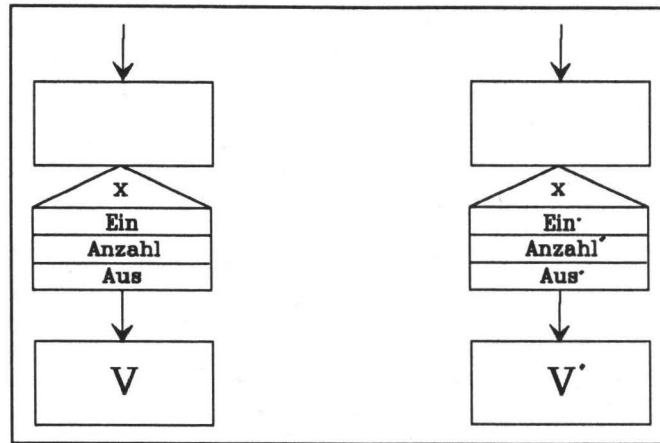 x
Ein
Anzahl
Aus
V
x
Ein'
Anzahl'
Aus'
V'